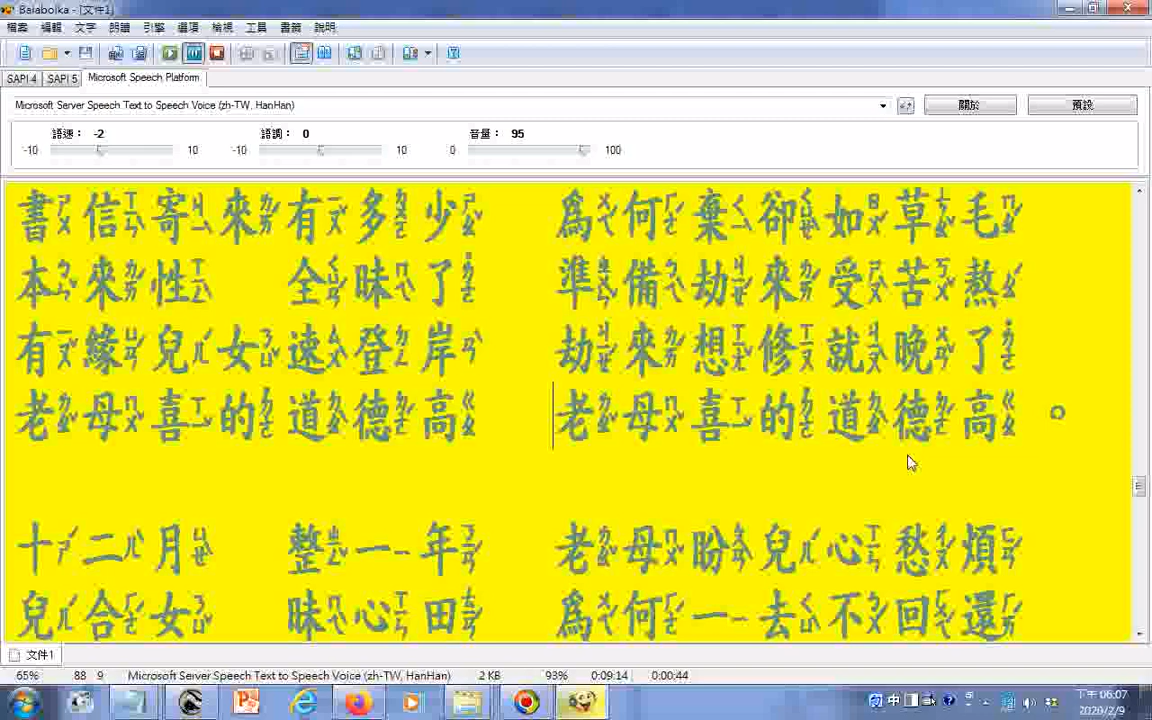 Balabolka - [文件1]
檔案 編輯 文字 朗讀 引擎 選項 檢視 工具 書籤 說明
SAPI 4 SAPI 5 Microsoft Speech Platform
Microsoft Server Speech Text to Speech Voice (zh-TW, HanHan) 關於 預設
語速： -2 語調： 0 音量： 95
-10 10 -10 10 0 100
書信寄來有多少 為何棄卻如草毛
本來性 全昧了 準備劫來受苦熬
有緣兒女速登岸 劫來想修就晚了
老母喜的道德高 老母喜的道德高。
十二月 整一年 老母盼兒心愁煩
兒合女 昧心田 為何一去不回還
文件1
65% 88 9 Microsoft Server Speech Text to Speech Voice (zh-TW, HanHan) 2 KB 93% 0:09:14 0:00:44
中 下午 06:07
2020/2/9